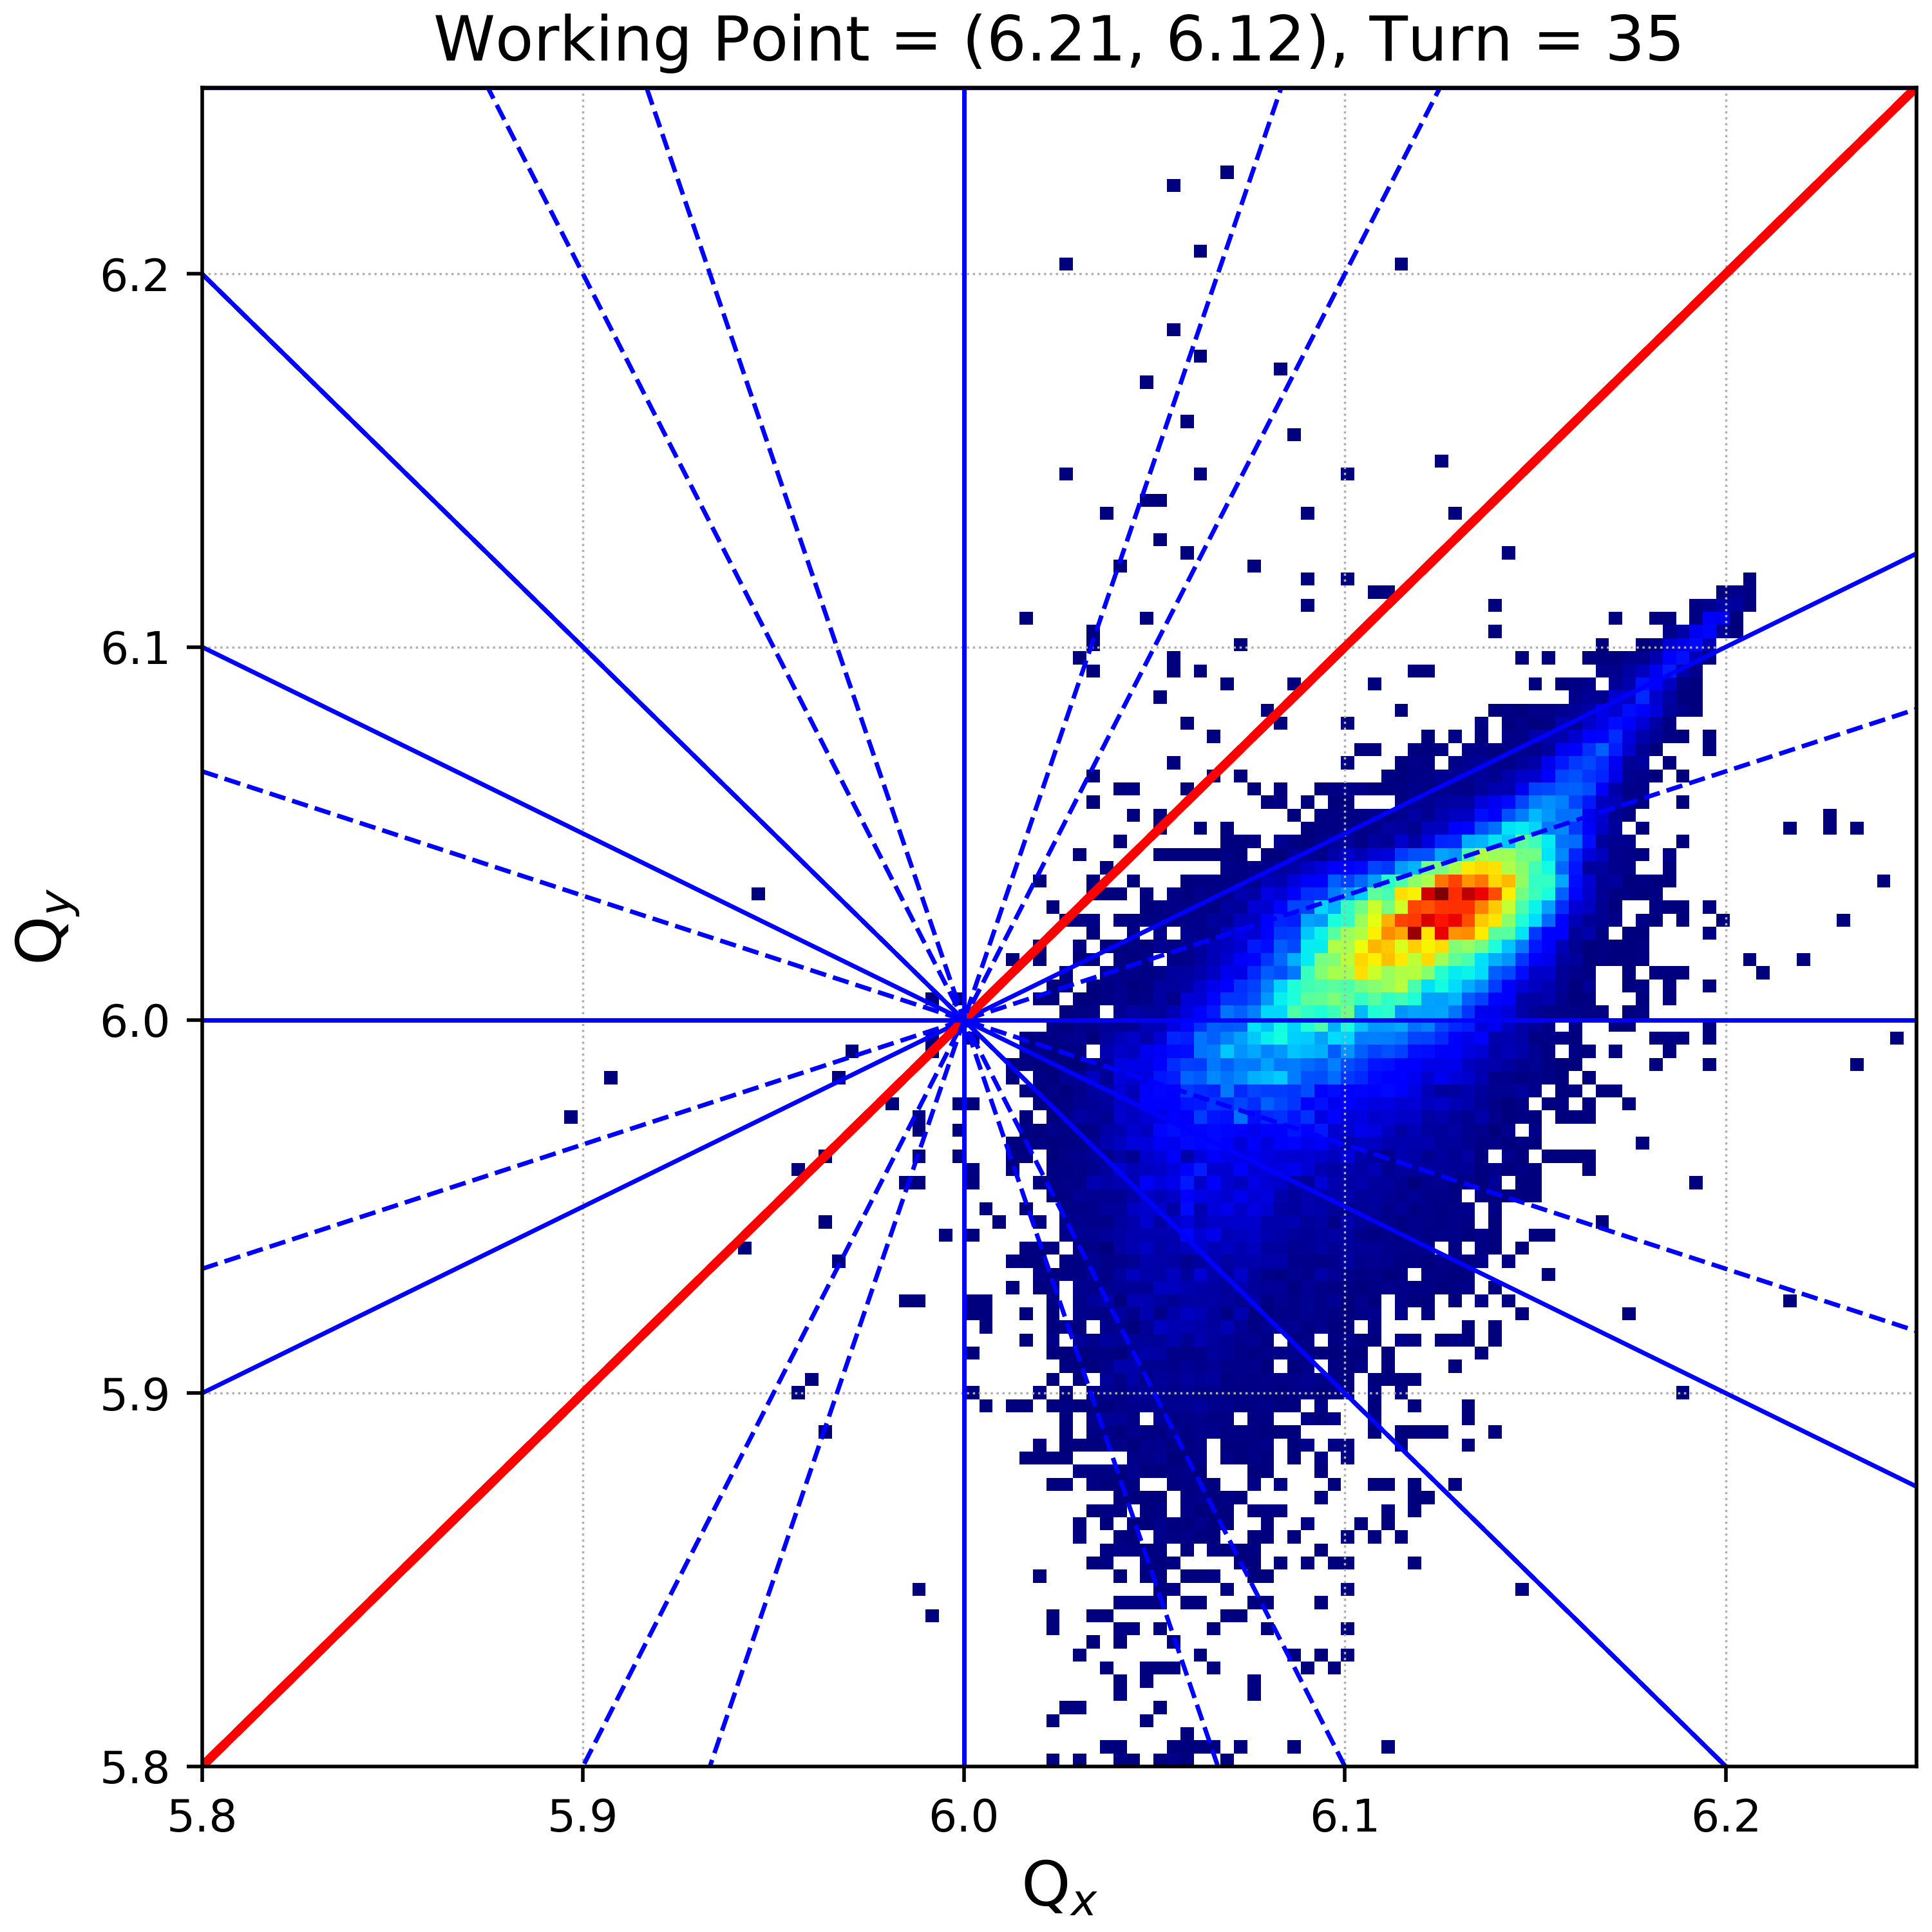 Working Point = (6.21, 6.12), Turn = 35
6.2
6.1
6.0
5.9
5.8
Qy
5.8 5.9 6.0 6.1 6.2
Qx